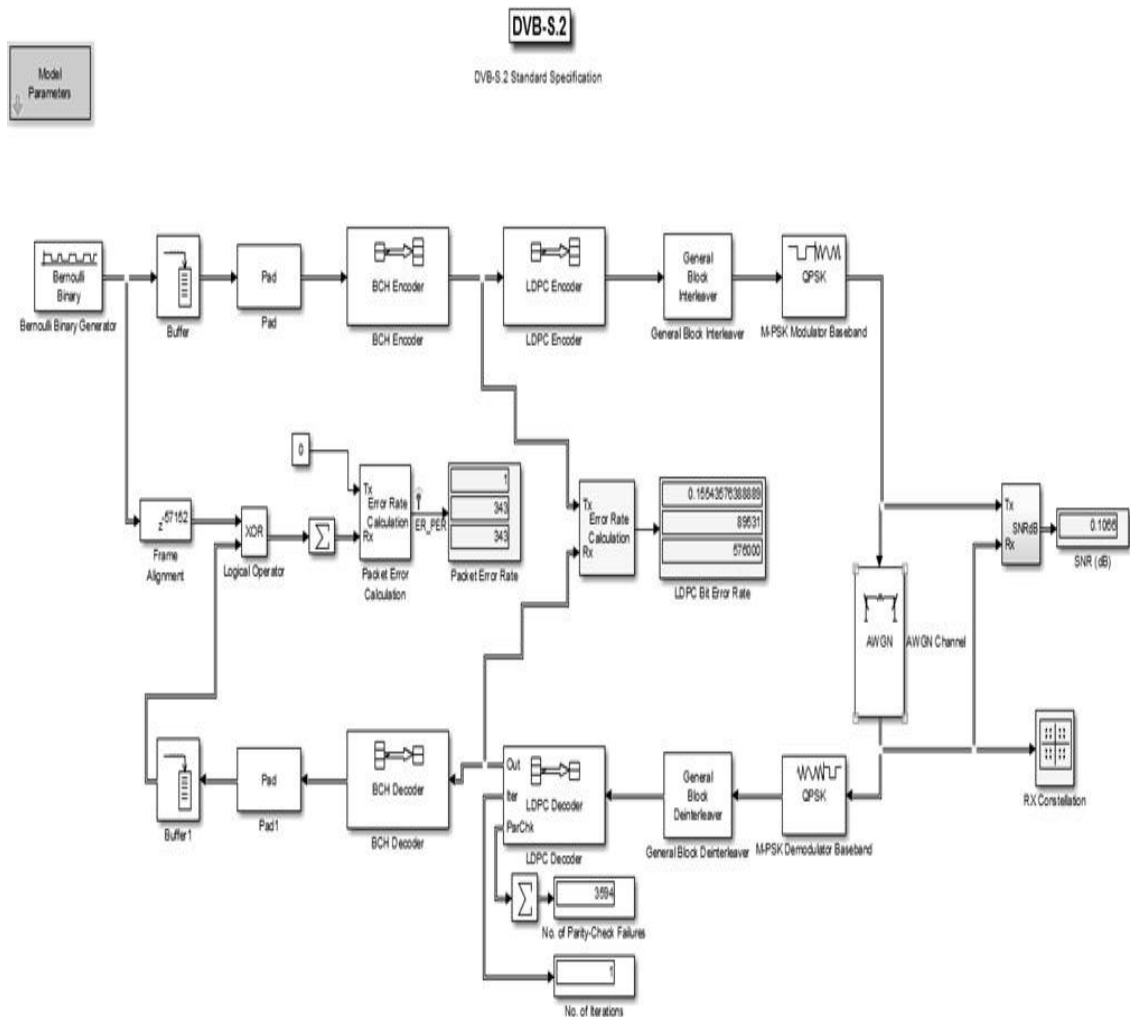 DVB-S.2
DVB-S.2 Standard Specification
Model
Parameters
Bernoulli
Binary
Bernoulli Binary Generator
Buffer
Pad
Pad
BCH Encoder
BCH Encoder
LDPC Encoder
LDPC Encoder
General
Block
Interleaver
General Block Interleaver
QPSK
M-PSK Modulator Baseband
0
z-57152
Frame
Alignment
XOR
Logical Operator
Σ
Tx
Error Rate
Calculation
Rx
Packet Error
Calculation
ER_PER
1
343
343
Packet Error Rate
Tx
Error Rate
Calculation
Rx
89631
576000
LDPC Bit Error Rate
Tx
SNRdB
Rx
0.1066
SNR (dB)
AWGN
AWGN Channel
RX Constellation
Buffer1
Pad
Pad1
BCH Decoder
BCH Decoder
Out
Iter
ParChk
LDPC Decoder
LDPC Decoder
General
Block
Deinterleaver
General Block Deinterleaver
QPSK
M-PSK Demodulator Baseband
Σ
3594
No. of Parity-Check Failures
1
No. of Iterations